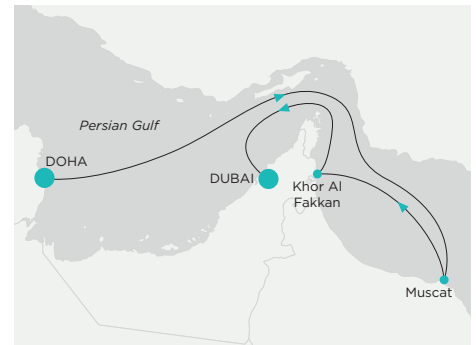 Persian Gulf
DOHA
DUBAI
Khor Al
Fakkan
Muscat